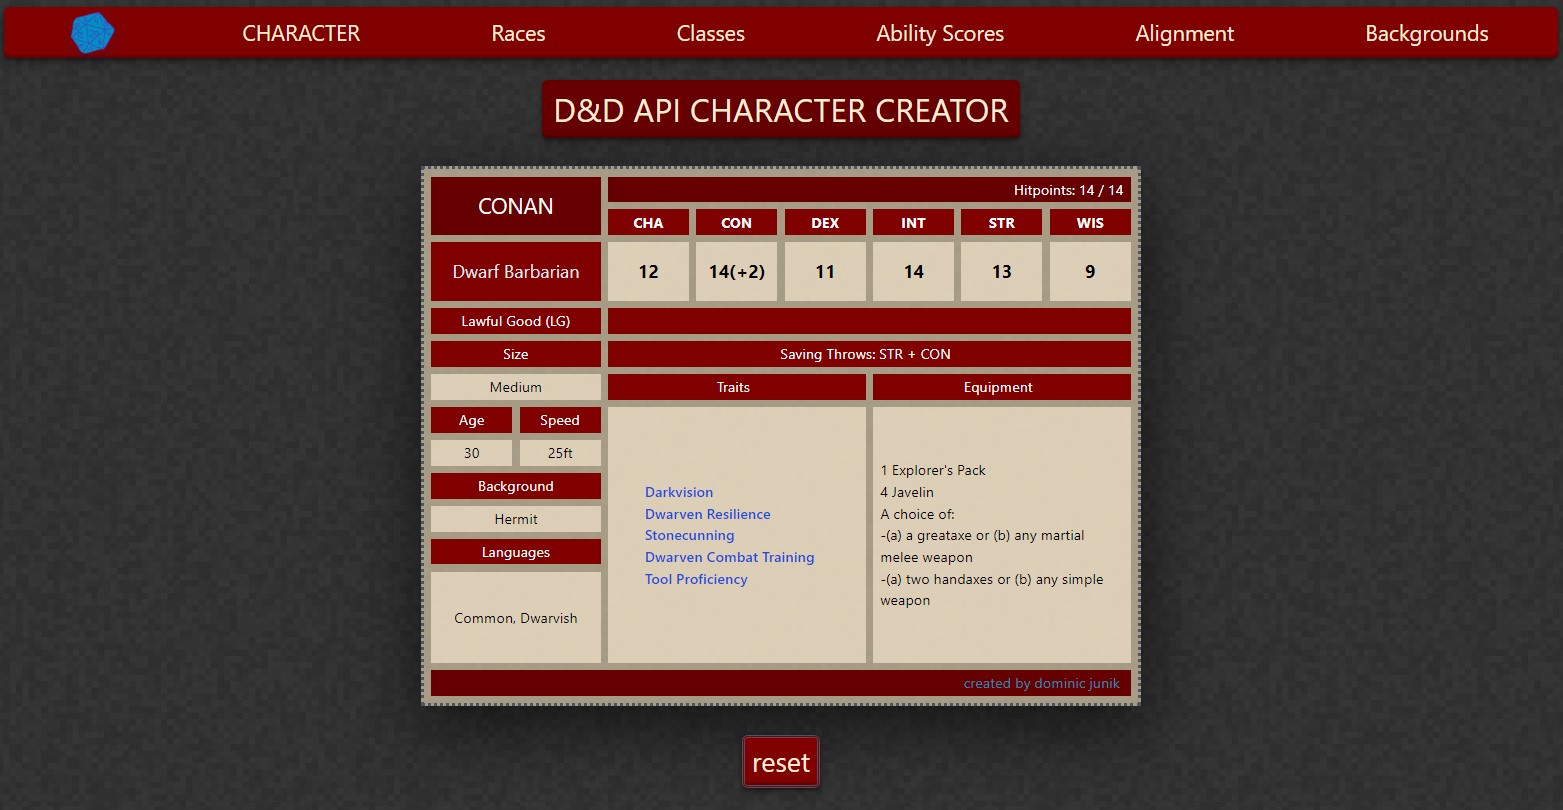 CHARACTER Races Classes Ability Scores Alignment Backgrounds
D&D API CHARACTER CREATOR
CONAN
Hitpoints: 14 / 14
CHA CON DEX INT STR WIS
Dwarf Barbarian
12 14(+2) 11 14 13 9
Lawful Good (LG)
Size
Saving Throws: STR + CON
Medium
Age Speed
30 25ft
Background
Hermit
Languages
Common, Dwarvish
Traits
Darkvision
Dwarven Resilience
Stonecunning
Dwarven Combat Training
Tool Proficiency
Equipment
1 Explorer's Pack
4 Javelin
A choice of:
-(a) a greataxe or (b) any martial
melee weapon
-(a) two handaxes or (b) any simple
weapon
created by dominic junik
reset